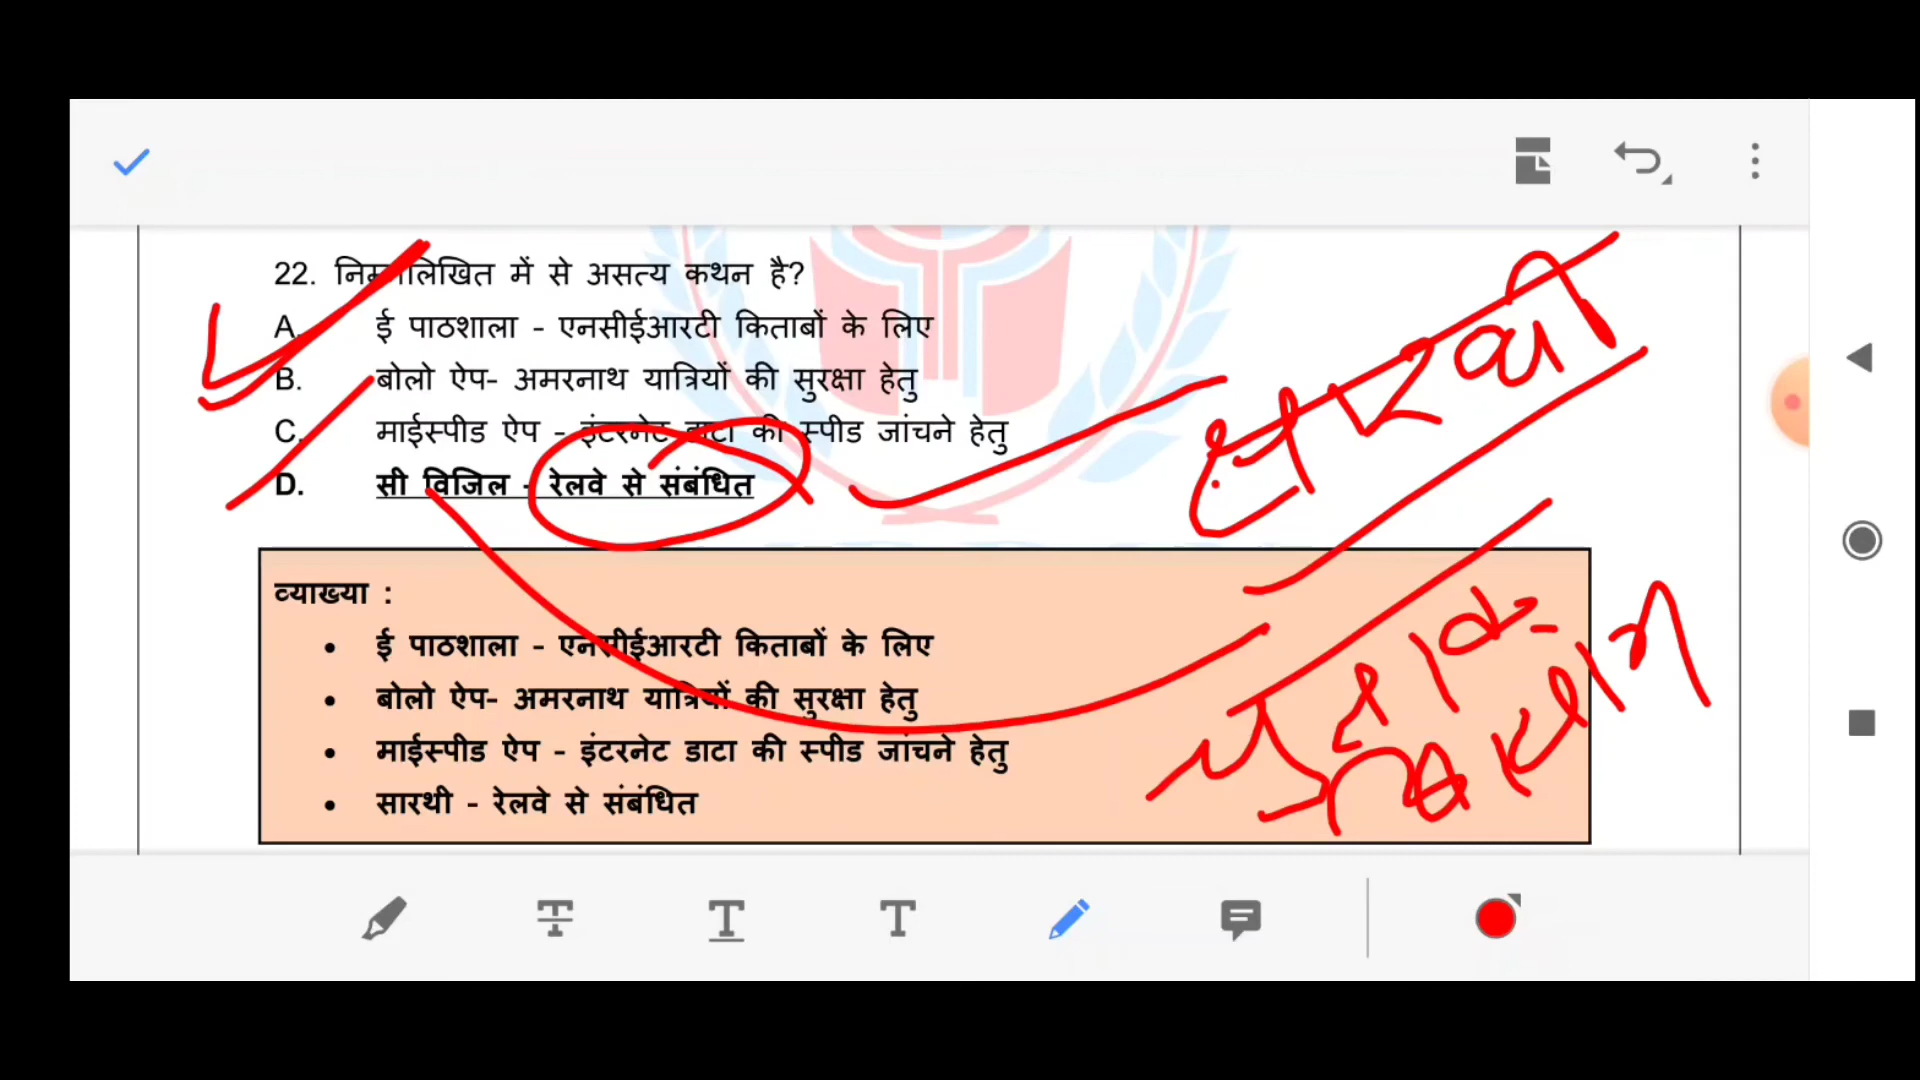 22. निम्नलिखित में से असत्य कथन है?
A. ई पाठशाला - एनसीईआरटी किताबों के लिए
B. बोलो ऐप- अमरनाथ यात्रियों की सुरक्षा हेतु
C. माईस्पीड ऐप - इंटरनेट डाटा की स्पीड जांचने हेतु
D. सी विजिल - रेलवे से संबंधित
व्याख्या :
• ई पाठशाला - एनसीईआरटी किताबों के लिए
• बोलो ऐप- अमरनाथ यात्रियों की सुरक्षा हेतु
• माईस्पीड ऐप - इंटरनेट डाटा की स्पीड जांचने हेतु
• सारथी - रेलवे से संबंधित